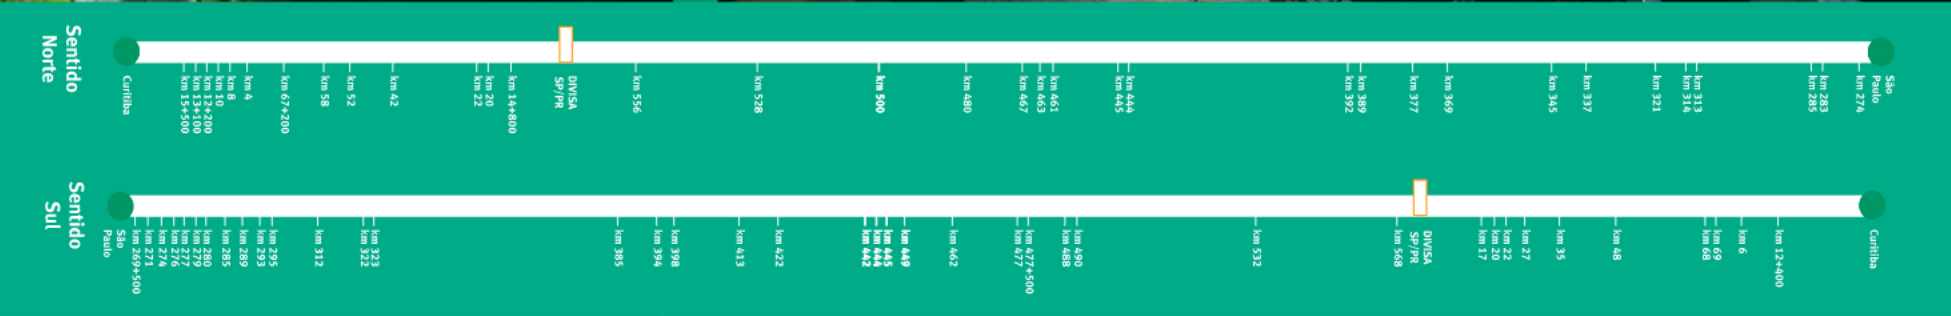 Sentido
Norte
Curitiba
km 15+500
km 13+100
km 12+200
km 10
km 8
km 4
km 67+200
km 58
km 52
km 42
km 22
km 20
km 14+800
DIVISA
SP/PR
km 556
km 528
km 500
km 480
km 467
km 463
km 461
km 445
km 444
km 392
km 389
km 377
km 369
km 345
km 337
km 321
km 314
km 313
km 285
km 283
km 274
São
Paulo
Sentido
Sul
São
Paulo
km 269+500
km 271
km 274
km 276
km 277
km 279
km 280
km 285
km 289
km 293
km 295
km 312
km 322
km 323
km 385
km 394
km 398
km 413
km 422
km 442
km 444
km 445
km 449
km 462
km 477
km 477+500
km 488
km 490
km 532
km 568
DIVISA
SP/PR
km 17
km 20
km 22
km 27
km 35
km 48
km 68
km 69
km 6
km 12+400
Curitiba